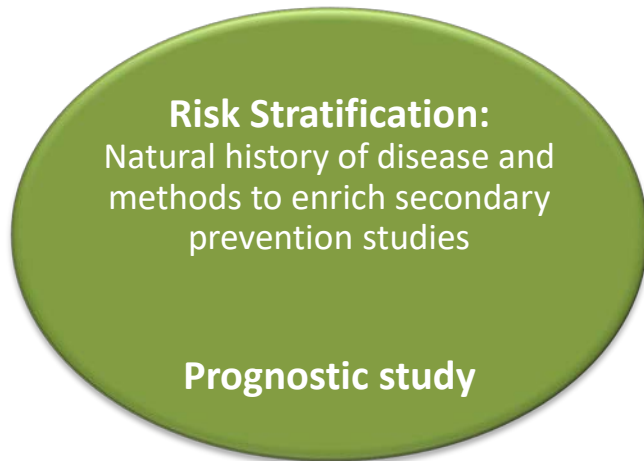 Risk Stratification:
Natural history of disease and
methods to enrich secondary
prevention studies
Prognostic study